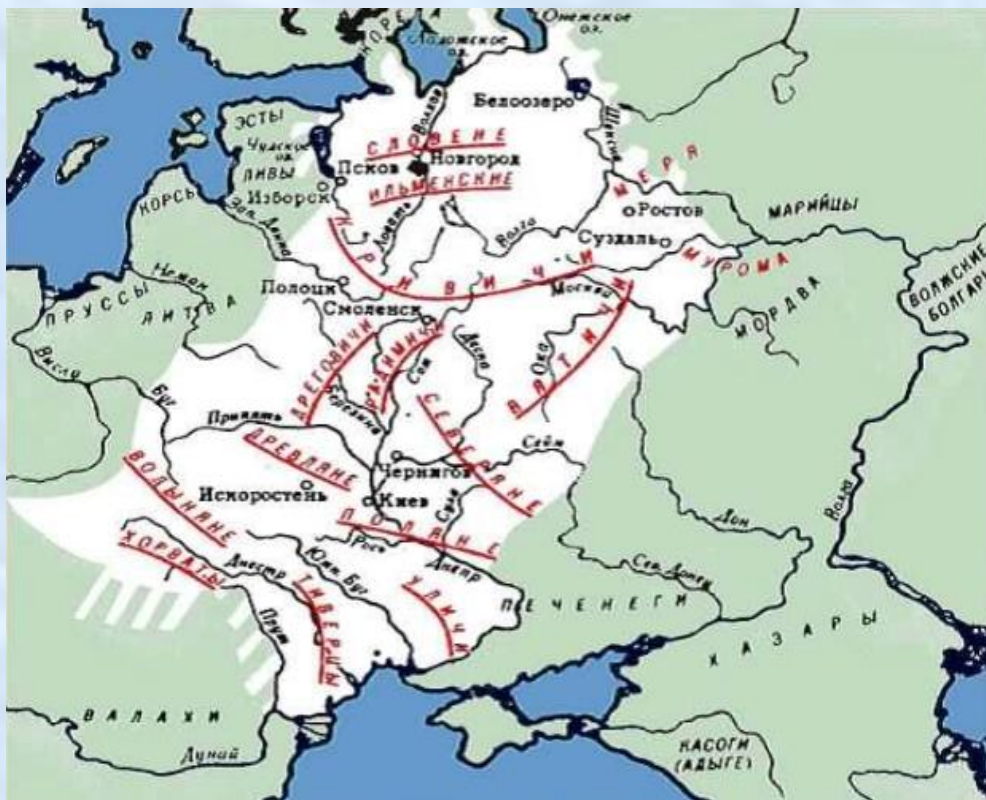 Онежское
оз.
КОРЕЛА
Ладожское
оз.
Белоозеро
Волхов
Шексна
ЭСТЫ
Чудское
оз.
СЛОВЕНЕ
Новгород
ИЛЬМЕНСКИЕ
Псков
ЛИВЫ
Изборск
МЕРЯ
КОРСЬ
Зап. Двина
Ловать
Ростов
МАРИЙЦЫ
Волга
Суздаль
МУРОМА
КРИВИЧИ
ВОЛЖСКИЕ
БОЛГАРЫ
Неман
ПРУССЫ
ЛИТВА
Полоцк
Смоленск
Москва
МОРДВА
Висла
ДРЕГОВИЧИ
РАДИМИЧИ
Сож
Десна
Ока
ВЯТИЧИ
Буг
Березина
Припять
СЕВЕРЯНЕ
ДРЕВЛЯНЕ
Сейм
ВОЛЫНЯНЕ
Чернигов
Искоростень
Киев
Сула
Волга
Дон
ПОЛЯНЕ
Рось
ХОРВАТЫ
Днестр
Южн. Буг
Днепр
Сев. Донец
ТИВЕРЦЫ
УЛИЧИ
ПЕЧЕНЕГИ
Прут
ХАЗАРЫ
ВАЛАХИ
Дунай
КАСОГИ
(АДЫГЕ)